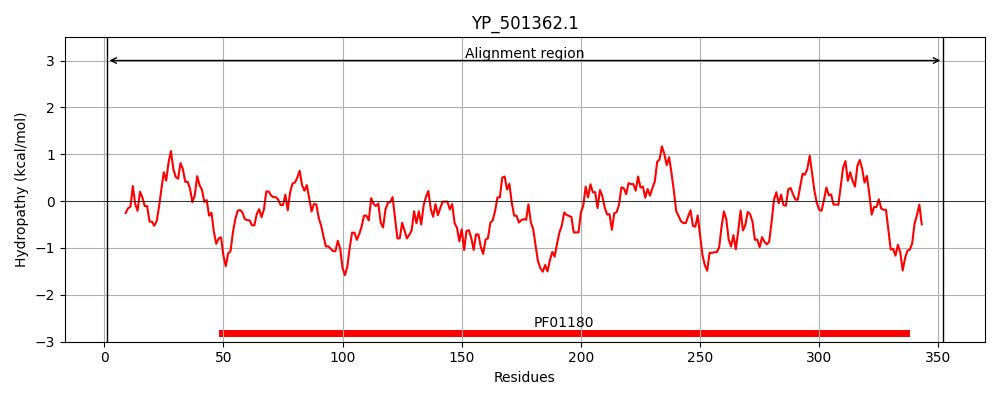 YP_501362.1
Alignment region
3
2
1
0
−1
−2
−3
Hydropathy (kcal/mol)
PF01180
0 50 100 150 200 250 300 350
Residues